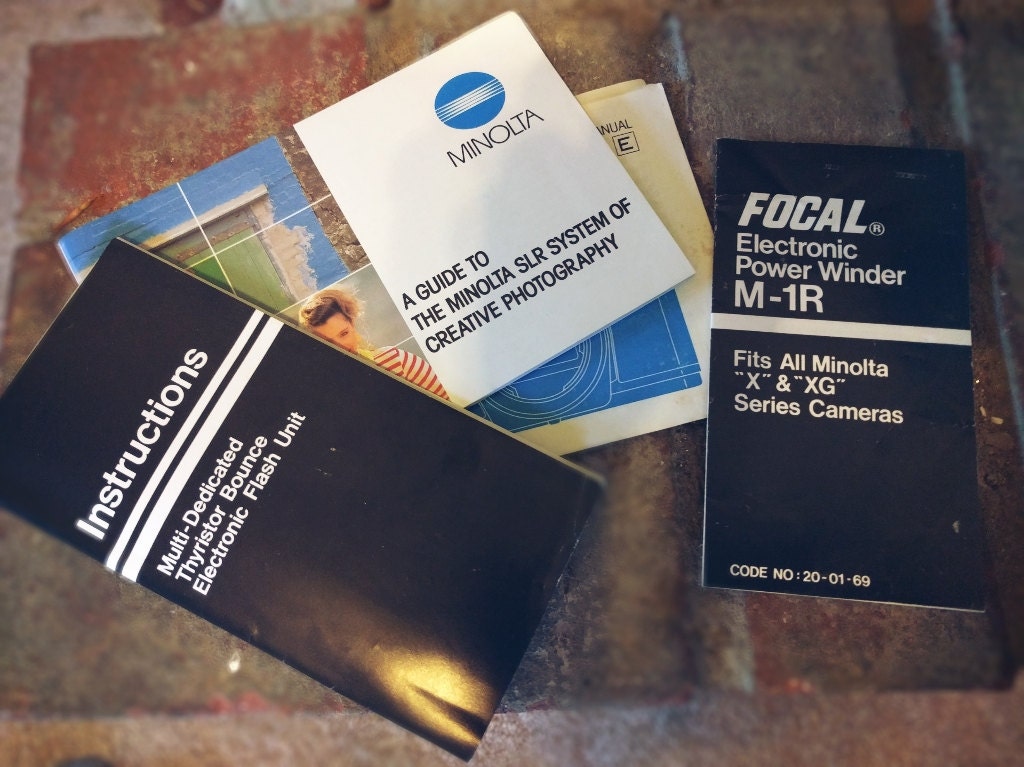 MINOLTA
A GUIDE TO
THE MINOLTA SLR SYSTEM OF
CREATIVE PHOTOGRAPHY
E
FOCAL®
Electronic
Power Winder
M-1R
Fits All Minolta
"X" & "XG"
Series Cameras
CODE NO: 20-01-69
Instructions
Multi-Dedicated
Thyristor Bounce
Electronic Flash Unit